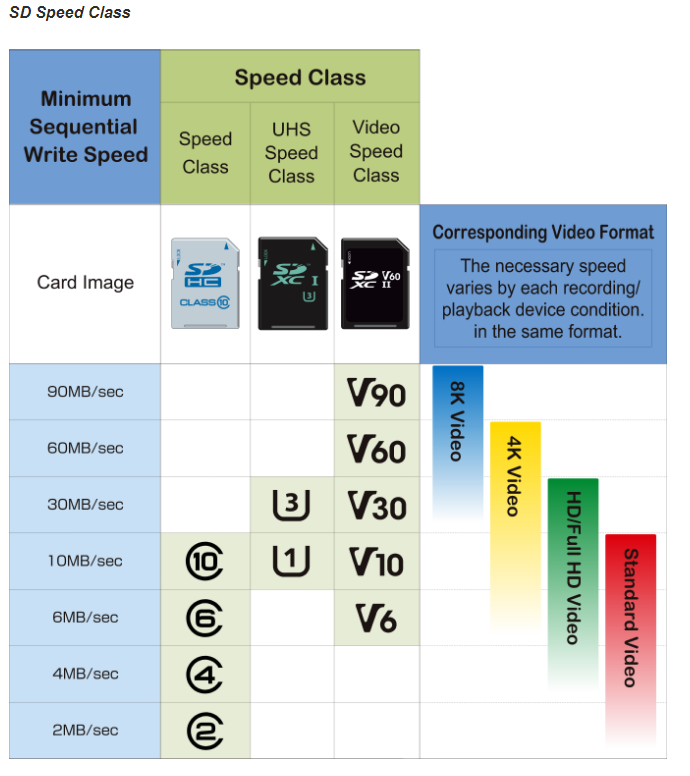 SD Speed Class
Minimum
Sequential
Write Speed
Speed Class
Speed
Class
UHS
Speed
Class
Video
Speed
Class
Card Image
LOCK
SD
HC
CLASS 10
LOCK
SD
XC I
3
LOCK
SD V60
XC II
Corresponding Video Format
The necessary speed
varies by each recording/
playback device condition.
in the same format.
90MB/sec
V90
60MB/sec
V60
30MB/sec
3
V30
10MB/sec
10
1
V10
6MB/sec
6
V6
4MB/sec
4
2MB/sec
2
8K Video
4K Video
HD/Full HD Video
Standard Video